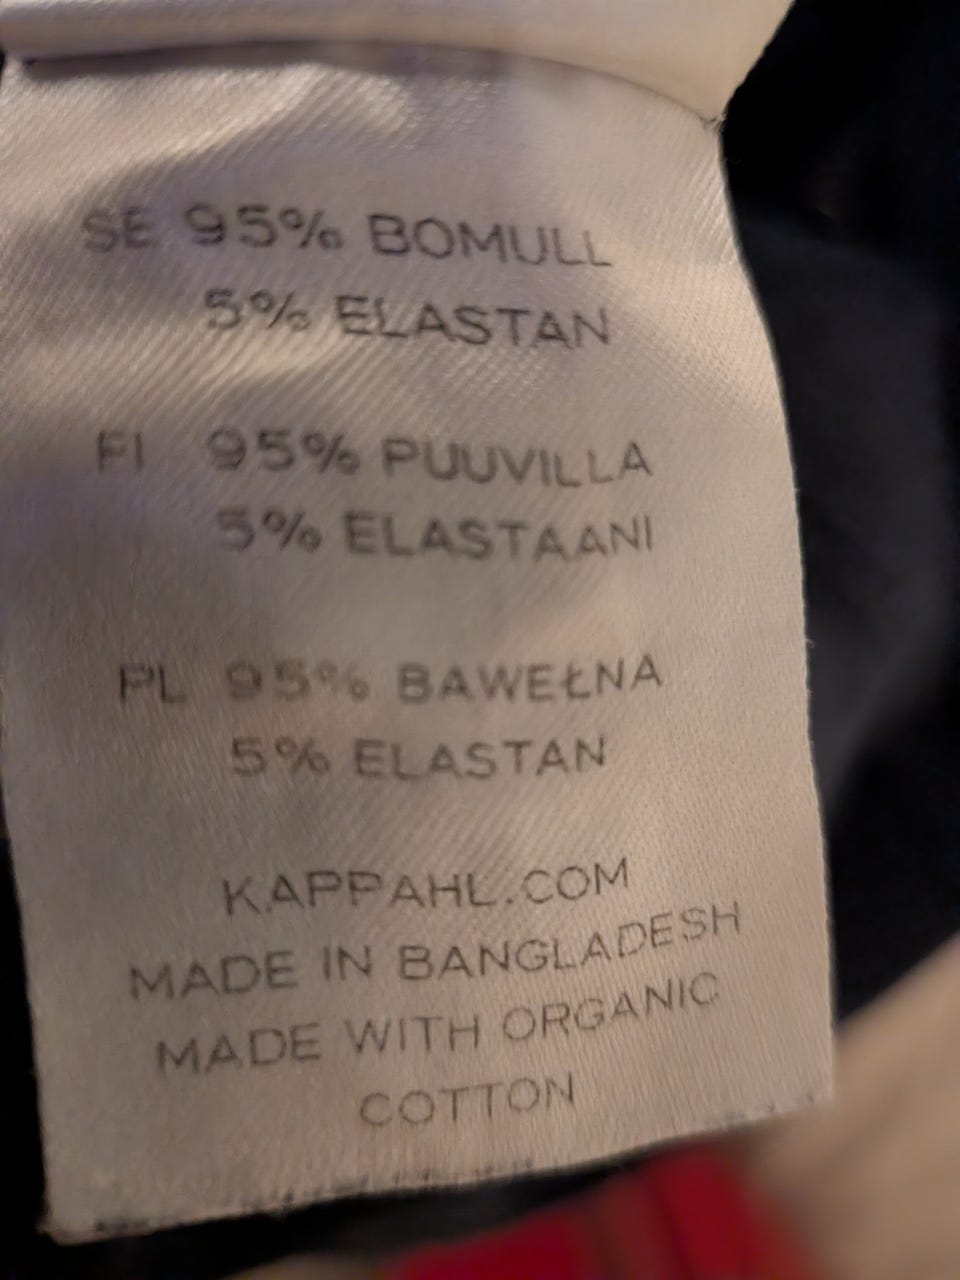 SE 95% BOMULL
5% ELASTAN
FI 95% PUUVILLA
5% ELASTAANI
PL 95% BAWEŁNA
5% ELASTAN
KAPPAHL.COM
MADE IN BANGLADESH
MADE WITH ORGANIC
COTTON